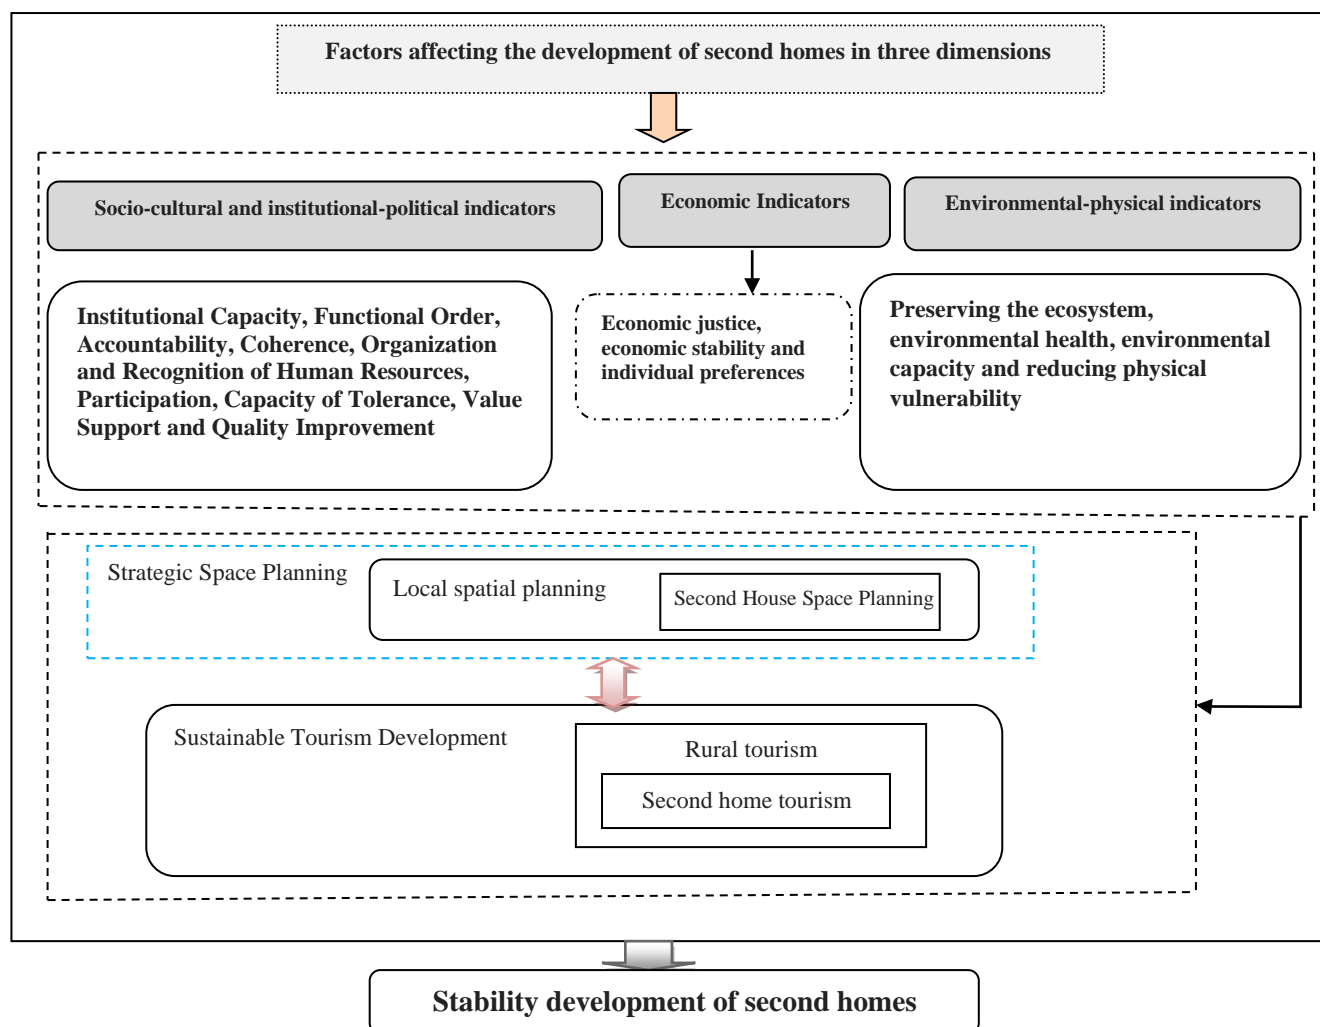 Factors affecting the development of second homes in three dimensions
Socio-cultural and institutional-political indicators
Economic Indicators
Environmental-physical indicators
Institutional Capacity, Functional Order,
Accountability, Coherence, Organization
and Recognition of Human Resources,
Participation, Capacity of Tolerance, Value
Support and Quality Improvement
Economic justice,
economic stability and
individual preferences
Preserving the ecosystem,
environmental health, environmental
capacity and reducing physical
vulnerability
Strategic Space Planning
Local spatial planning
Second House Space Planning
Sustainable Tourism Development
Rural tourism
Second home tourism
Stability development of second homes